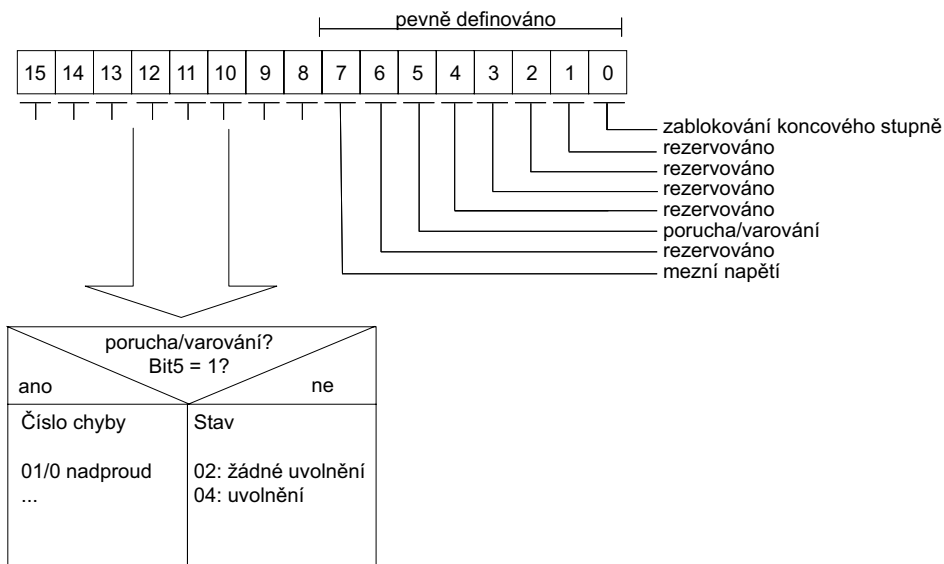 pevně definováno
15 14 13 12 11 10 9 8 7 6 5 4 3 2 1 0
zablokování koncového stupně
rezervováno
rezervováno
rezervováno
rezervováno
porucha/varování
rezervováno
mezní napětí
porucha/varování?
Bit5 = 1?
ano ne
Číslo chyby
01/0 nadproud
...
Stav
02: žádné uvolnění
04: uvolnění